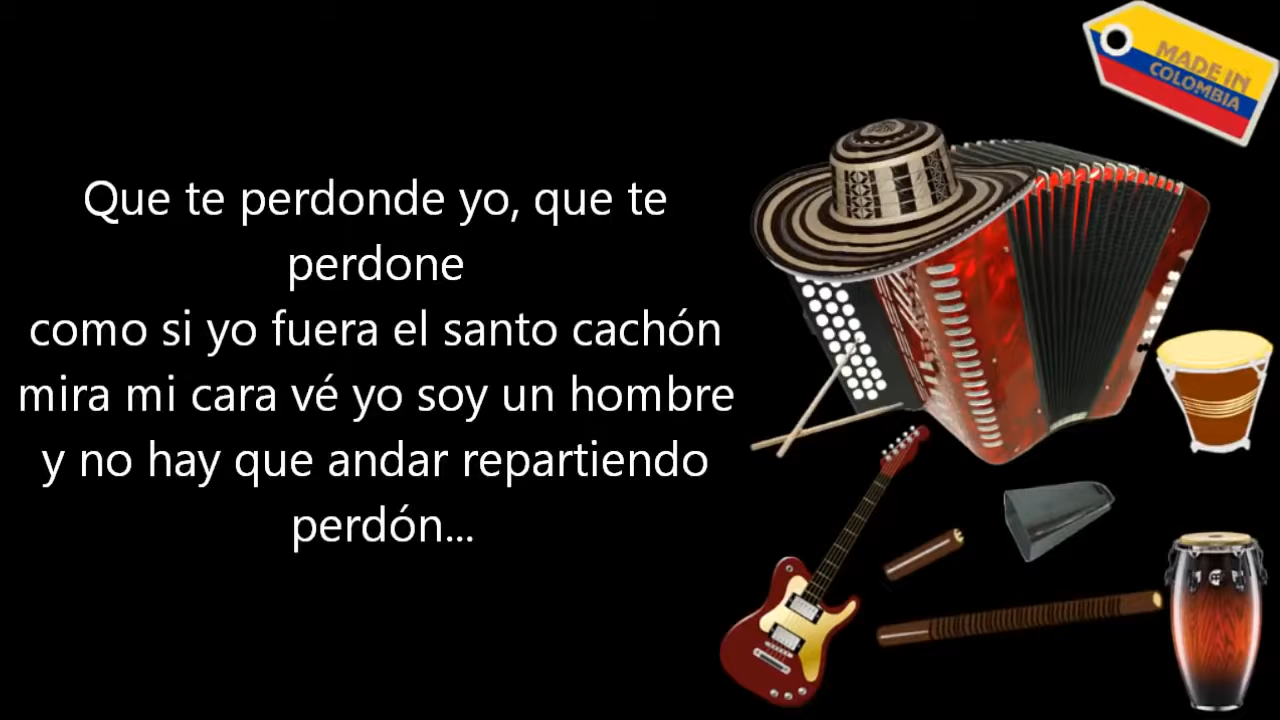 Que te perdonde yo, que te
perdone
como si yo fuera el santo cachón
mira mi cara vé yo soy un hombre
y no hay que andar repartiendo
perdón...
MADE IN
COLOMBIA